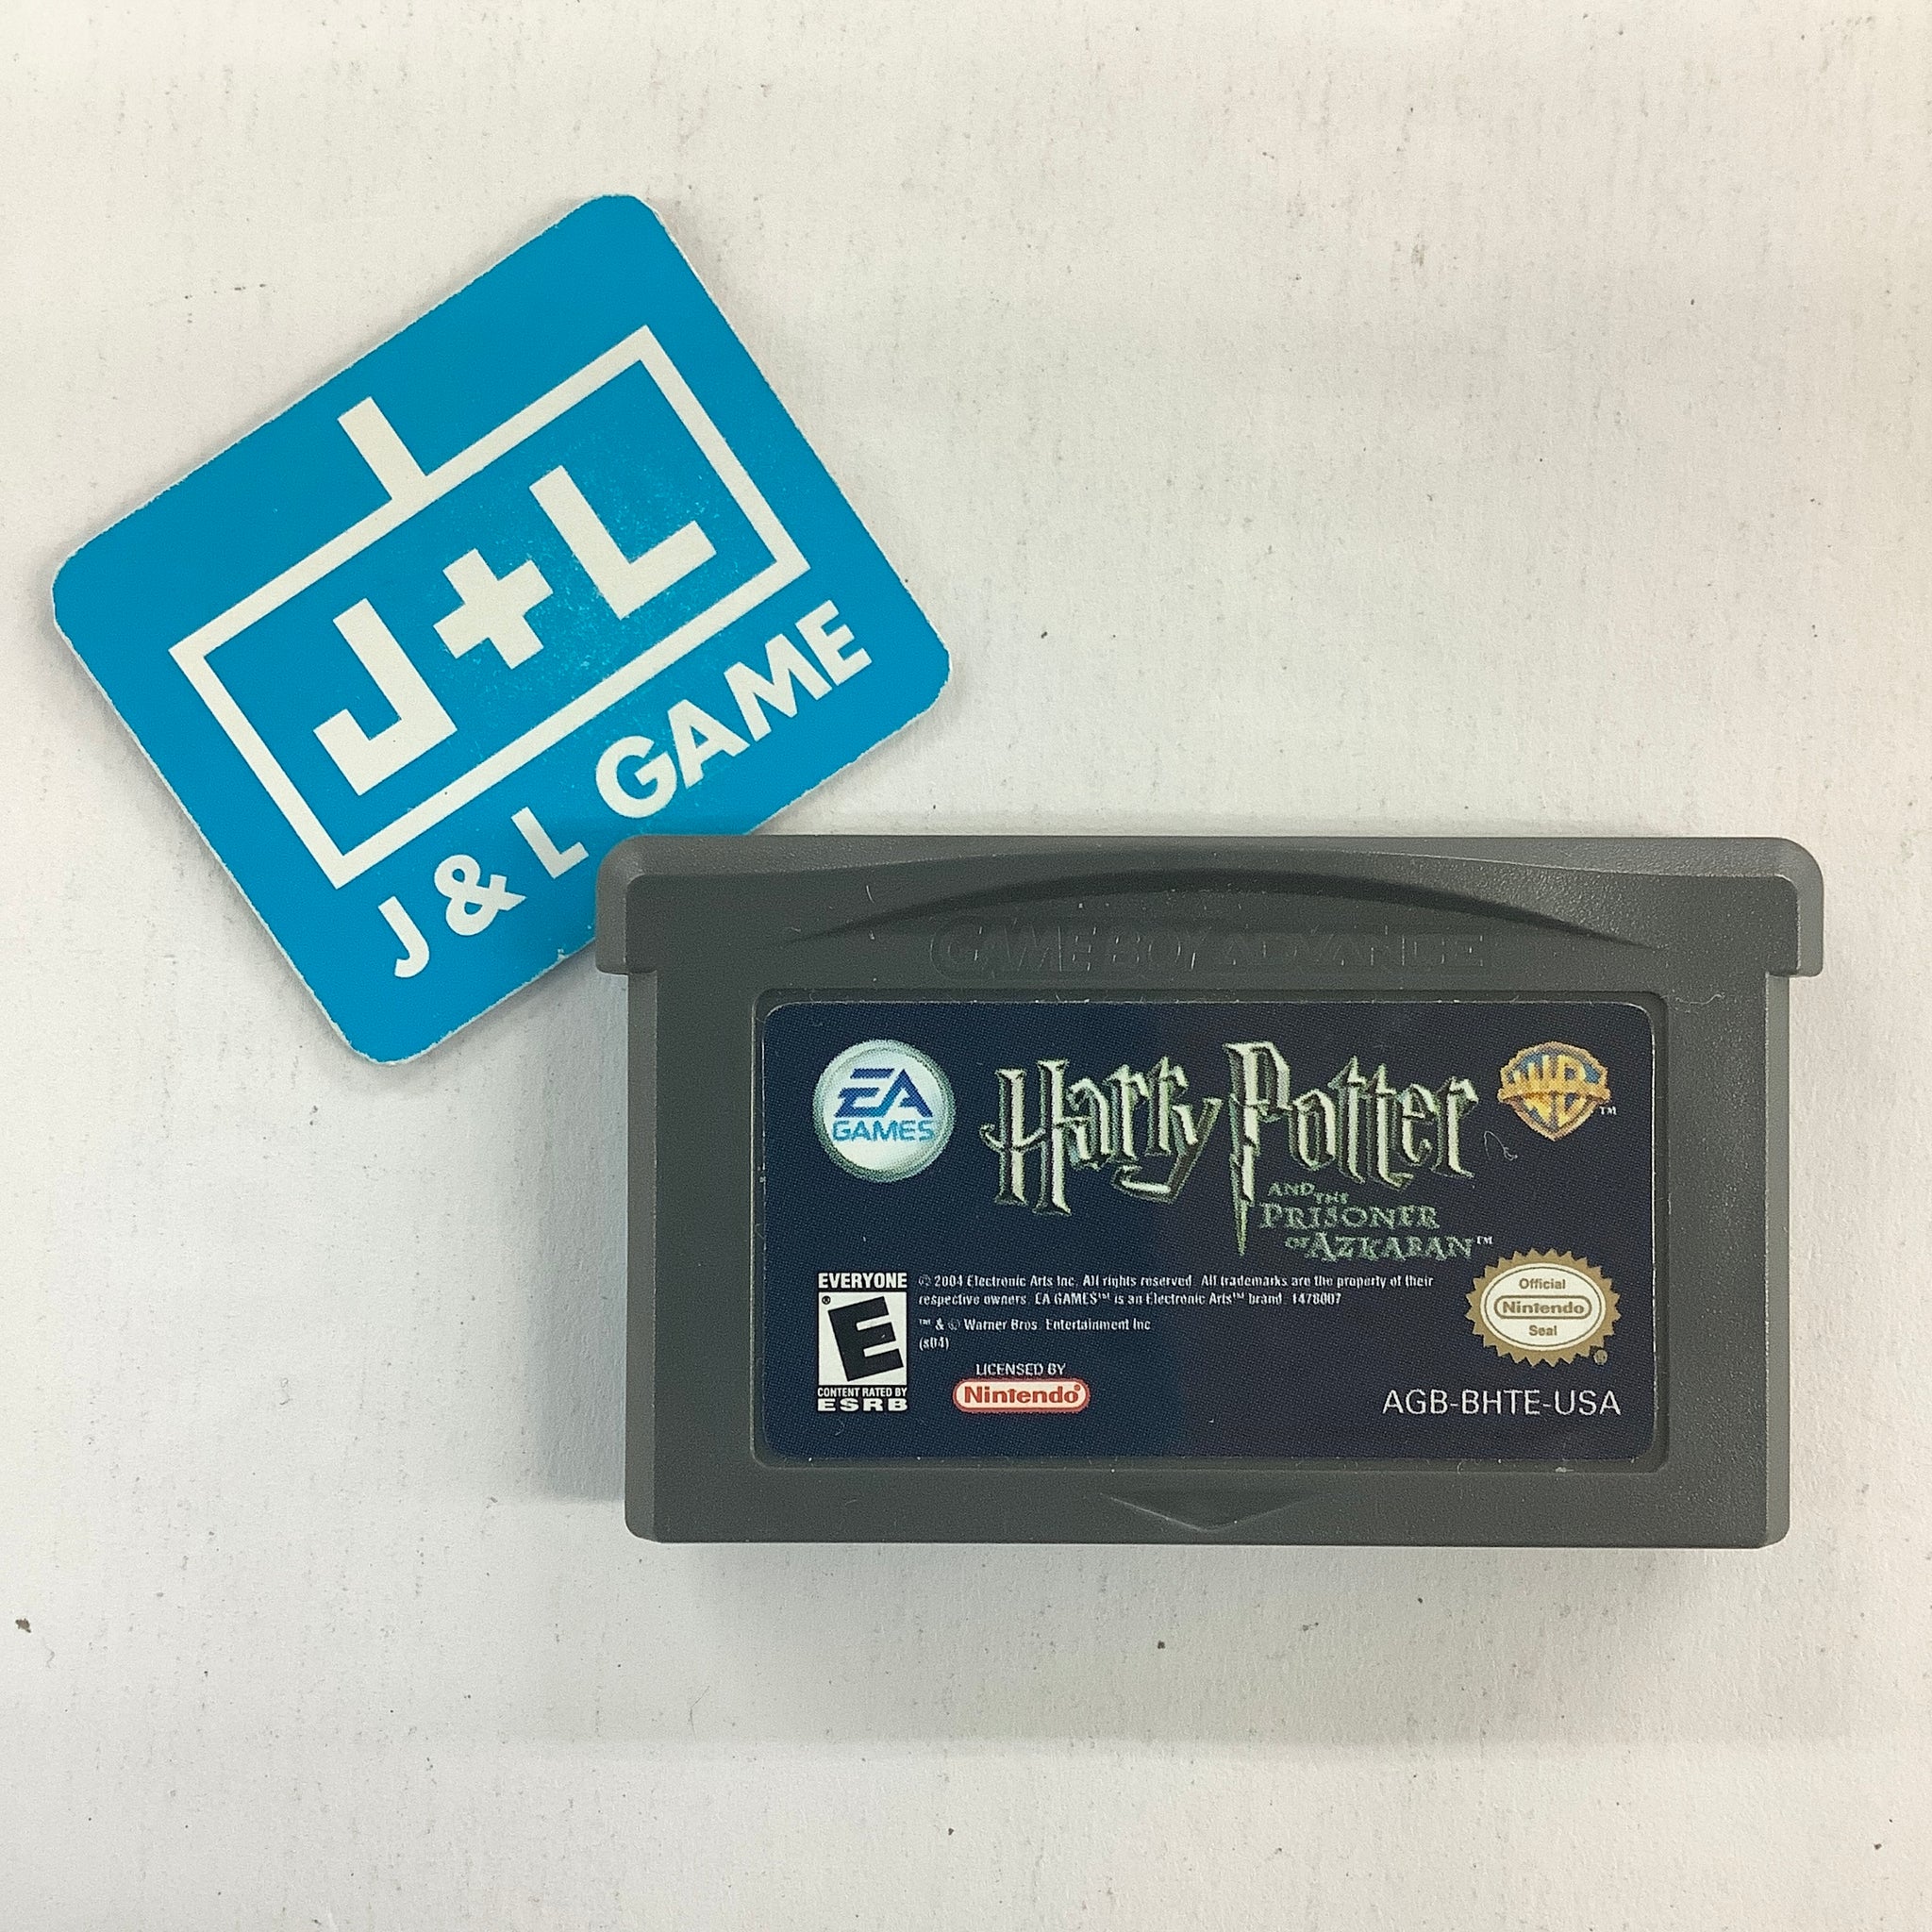 J+L
J & L GAME
GAME BOY ADVANCE
EA
GAMES
Harry Potter
AND THE
PRISONER
OF AZKABAN™
WB
™
EVERYONE
E
®
CONTENT RATED BY
ESRB
© 2004 Electronic Arts Inc. All rights reserved. All trademarks are the property of their
respective owners. EA GAMES™ is an Electronic Arts™ brand. 1478007
™ & © Warner Bros. Entertainment Inc.
(s04)
LICENSED BY
Nintendo®
Official
Nintendo
Seal
®
AGB-BHTE-USA